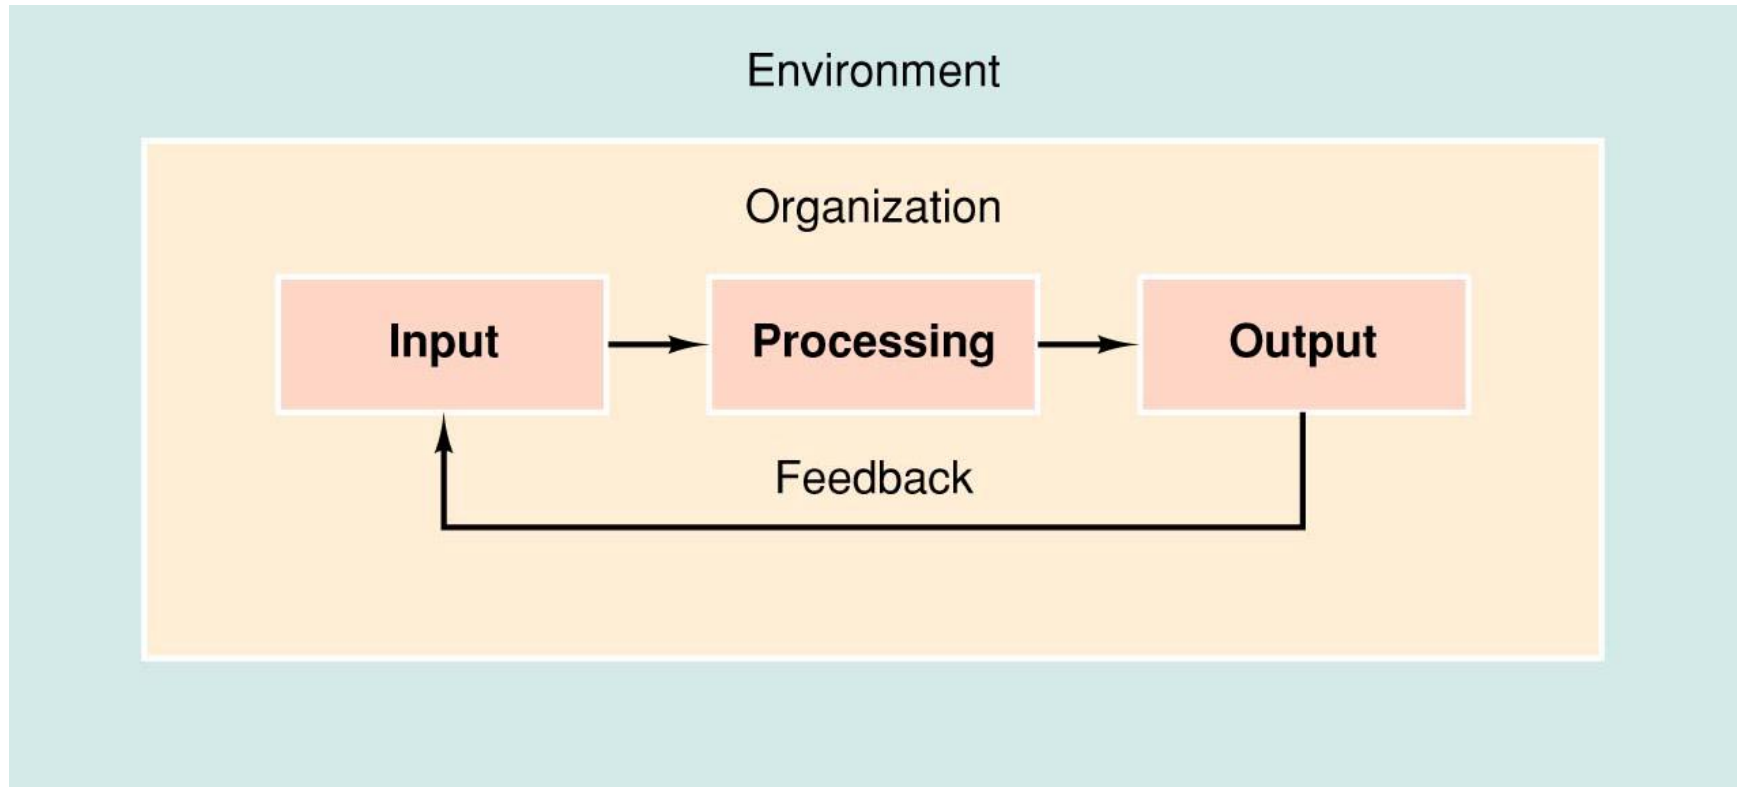 Environment
Organization
Input
Processing
Output
Feedback